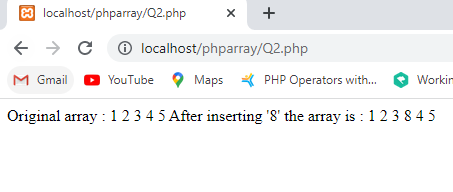 localhost/phparray/Q2.php
localhost/phparray/Q2.php
Gmail YouTube Maps PHP Operators with... Workin
Original array : 1 2 3 4 5 After inserting '8' the array is : 1 2 3 8 4 5